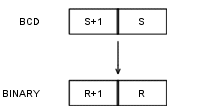 BCD S+1 S
BINARY R+1 R